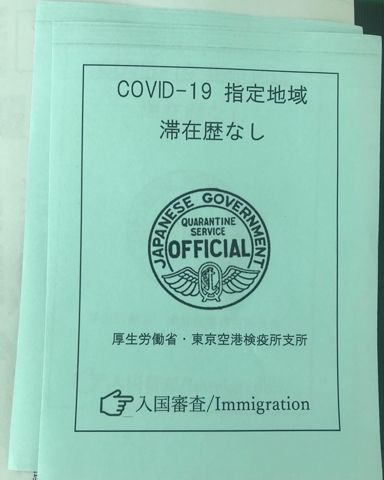 COVID-19 指定地域
滞在歴なし
JAPANESE GOVERNMENT
QUARANTINE
SERVICE
OFFICIAL
厚生労働省・東京空港検疫所支所
入国審査/Immigration